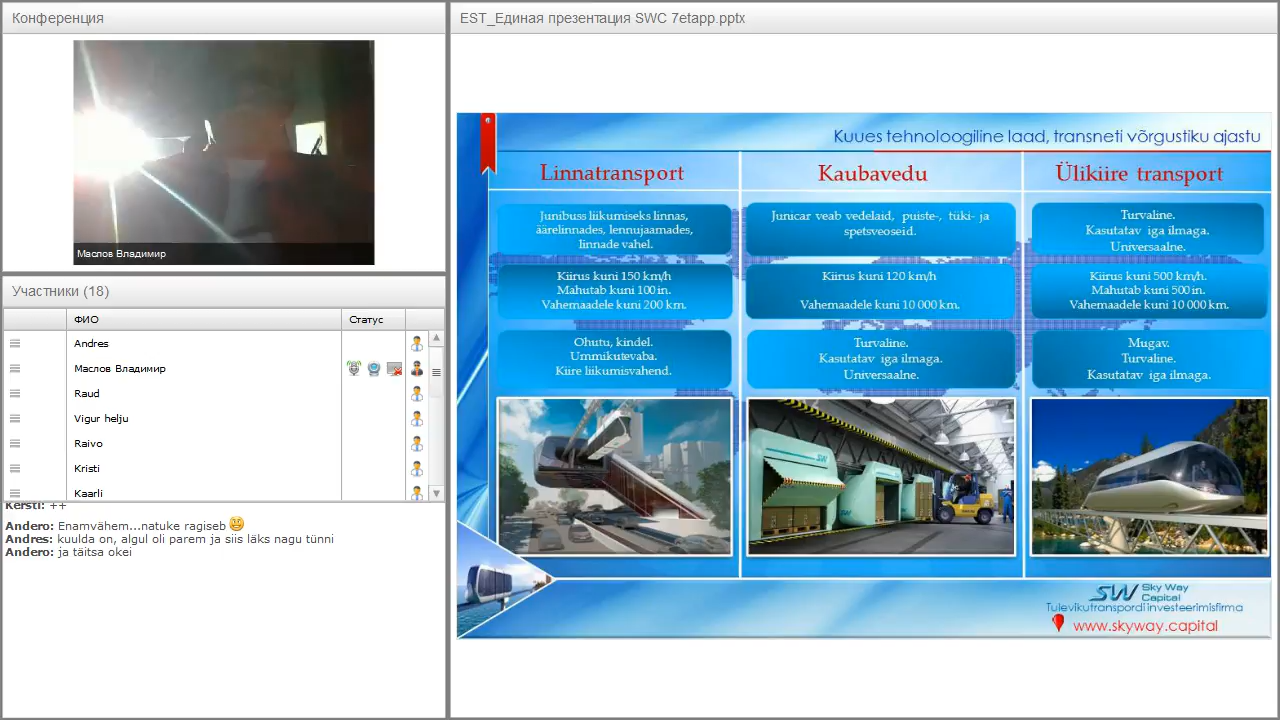 Конференция
Маслов Владимир
Участники (18)
ФИО
Статус
Andres
Маслов Владимир
Raud
Vigur helju
Raivo
Kristi
Kaarli
Kersti: ++
Andero: Enamvähem...natuke ragiseb
Andres: kuulda on, algul oli parem ja siis läks nagu tünni
Andero: ja täitsa okei
EST_Единая презентация SWC 7etapp.pptx
Kuues tehnoloogiline laad, transneti võrgustiku ajastu
Linnatransport
Junibuss liikumiseks linnas,
äärelinnades, lennujaamades,
linnade vahel.
Kiirus kuni 150 km/h
Mahutab kuni 100 in.
Vahemaadele kuni 200 km.
Ohutu, kindel.
Ummikutevaba.
Kiire liikumisvahend.
Kaubavedu
Junicar veab vedelaid, puiste-, tüki- ja
spetsveoseid.
Kiirus kuni 120 km/h
Vahemaadele kuni 10 000 km.
Turvaline.
Kasutatav iga ilmaga.
Universaalne.
Ülikiire transport
Turvaline.
Kasutatav iga ilmaga.
Universaalne.
Kiirus kuni 500 km/h.
Mahutab kuni 500 in.
Vahemaadele kuni 10 000 km.
Mugav.
Turvaline.
Kasutatav iga ilmaga.
SW
SW
SW Sky Way
Capital
Tulevikutranspordi investeerimisfirma
www.skyway.capital